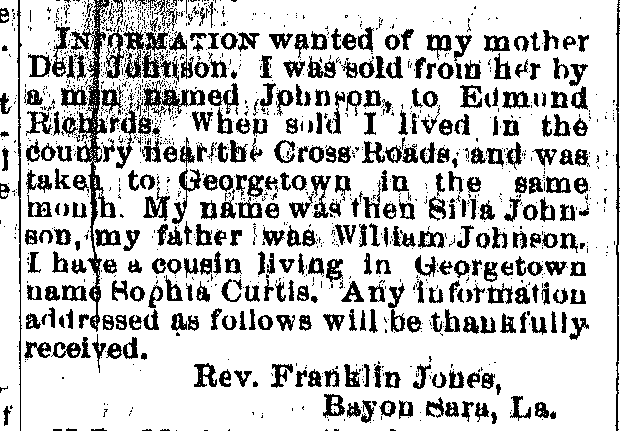 INFORMATION wanted of my mother
Deli Johnson. I was sold from her by
a man named Johnson, to Edmund
Richards. When sold I lived in the
country near the Cross Roads, and was
taken to Georgetown in the same
month. My name was then Silla John-
son, my father was William Johnson.
I have a cousin living in Georgetown
name Sophia Curtis. Any information
addressed as follows will be thankfully
received.
Rev. Franklin Jones,
Bayou Sara, La.